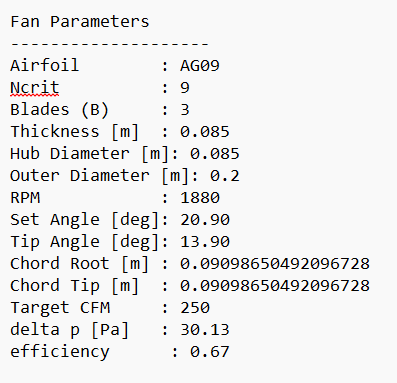 Fan Parameters
--------------------
Airfoil        : AG09
Ncrit          : 9
Blades (B)     : 3
Thickness [m]  : 0.085
Hub Diameter [m]: 0.085
Outer Diameter [m]: 0.2
RPM            : 1880
Set Angle [deg]: 20.90
Tip Angle [deg]: 13.90
Chord Root [m] : 0.09098650492096728
Chord Tip [m]  : 0.09098650492096728
Target CFM     : 250
delta p [Pa]   : 30.13
efficiency      : 0.67